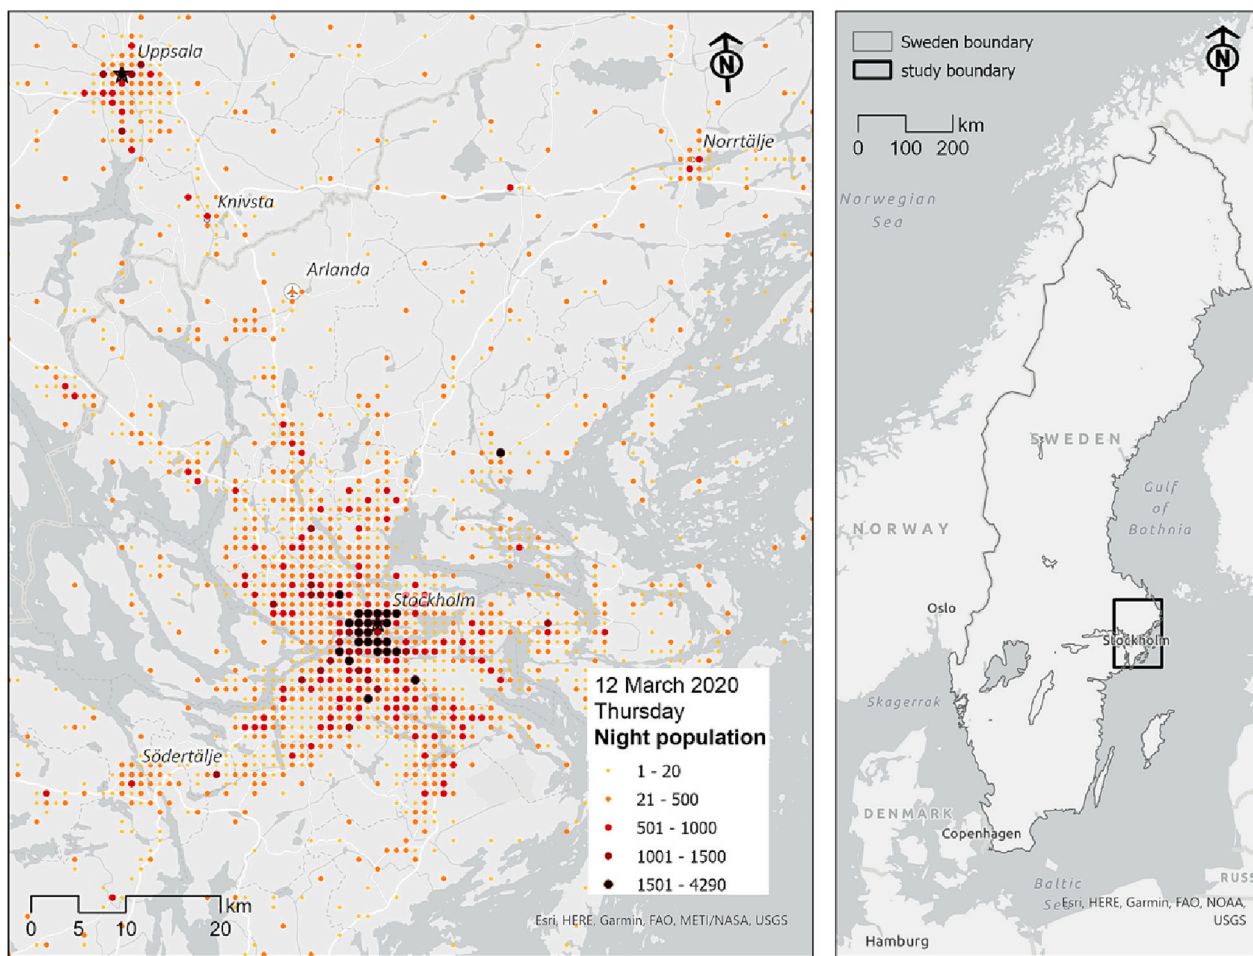 Uppsala
N
Norrtälje
Knivsta
Arlanda
Stockholm
Södertälje
12 March 2020
Thursday
Night population
1 - 20
21 - 500
501 - 1000
1001 - 1500
1501 - 4290
km
0 5 10 20
Esri, HERE, Garmin, FAO, METI/NASA, USGS
Sweden boundary
study boundary
N
km
0 100 200
Norwegian
Sea
SWEDEN
Gulf
of
Bothnia
NORWAY
Oslo
Stockholm
Skagerrak
DENMARK
Copenhagen
Baltic
RUSS
Esri, HERE, Garmin, FAO, NOAA,
USGS
Hamburg